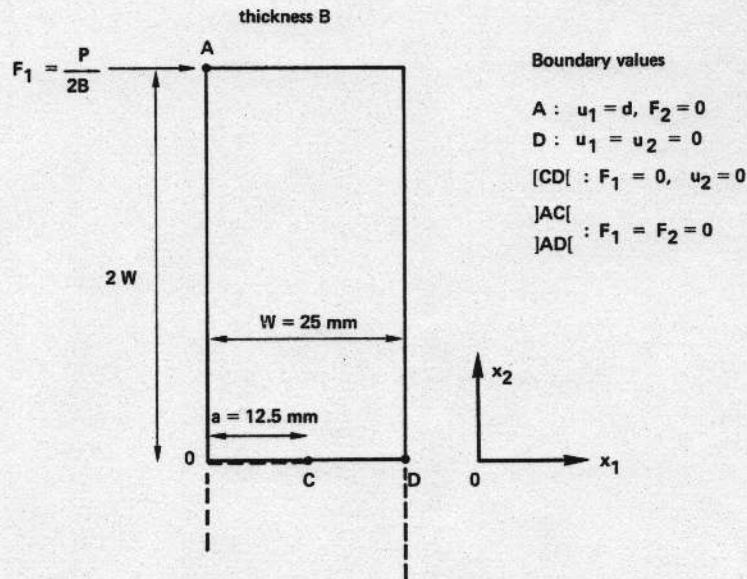 thickness B
A
F₁ = P / 2B
Boundary values
A : u₁ = d, F₂ = 0
D : u₁ = u₂ = 0
[CD[ : F₁ = 0, u₂ = 0
]AC[
]AD[ : F₁ = F₂ = 0
2 W
W = 25 mm
x₂
a = 12.5 mm
0
C
D
0
x₁